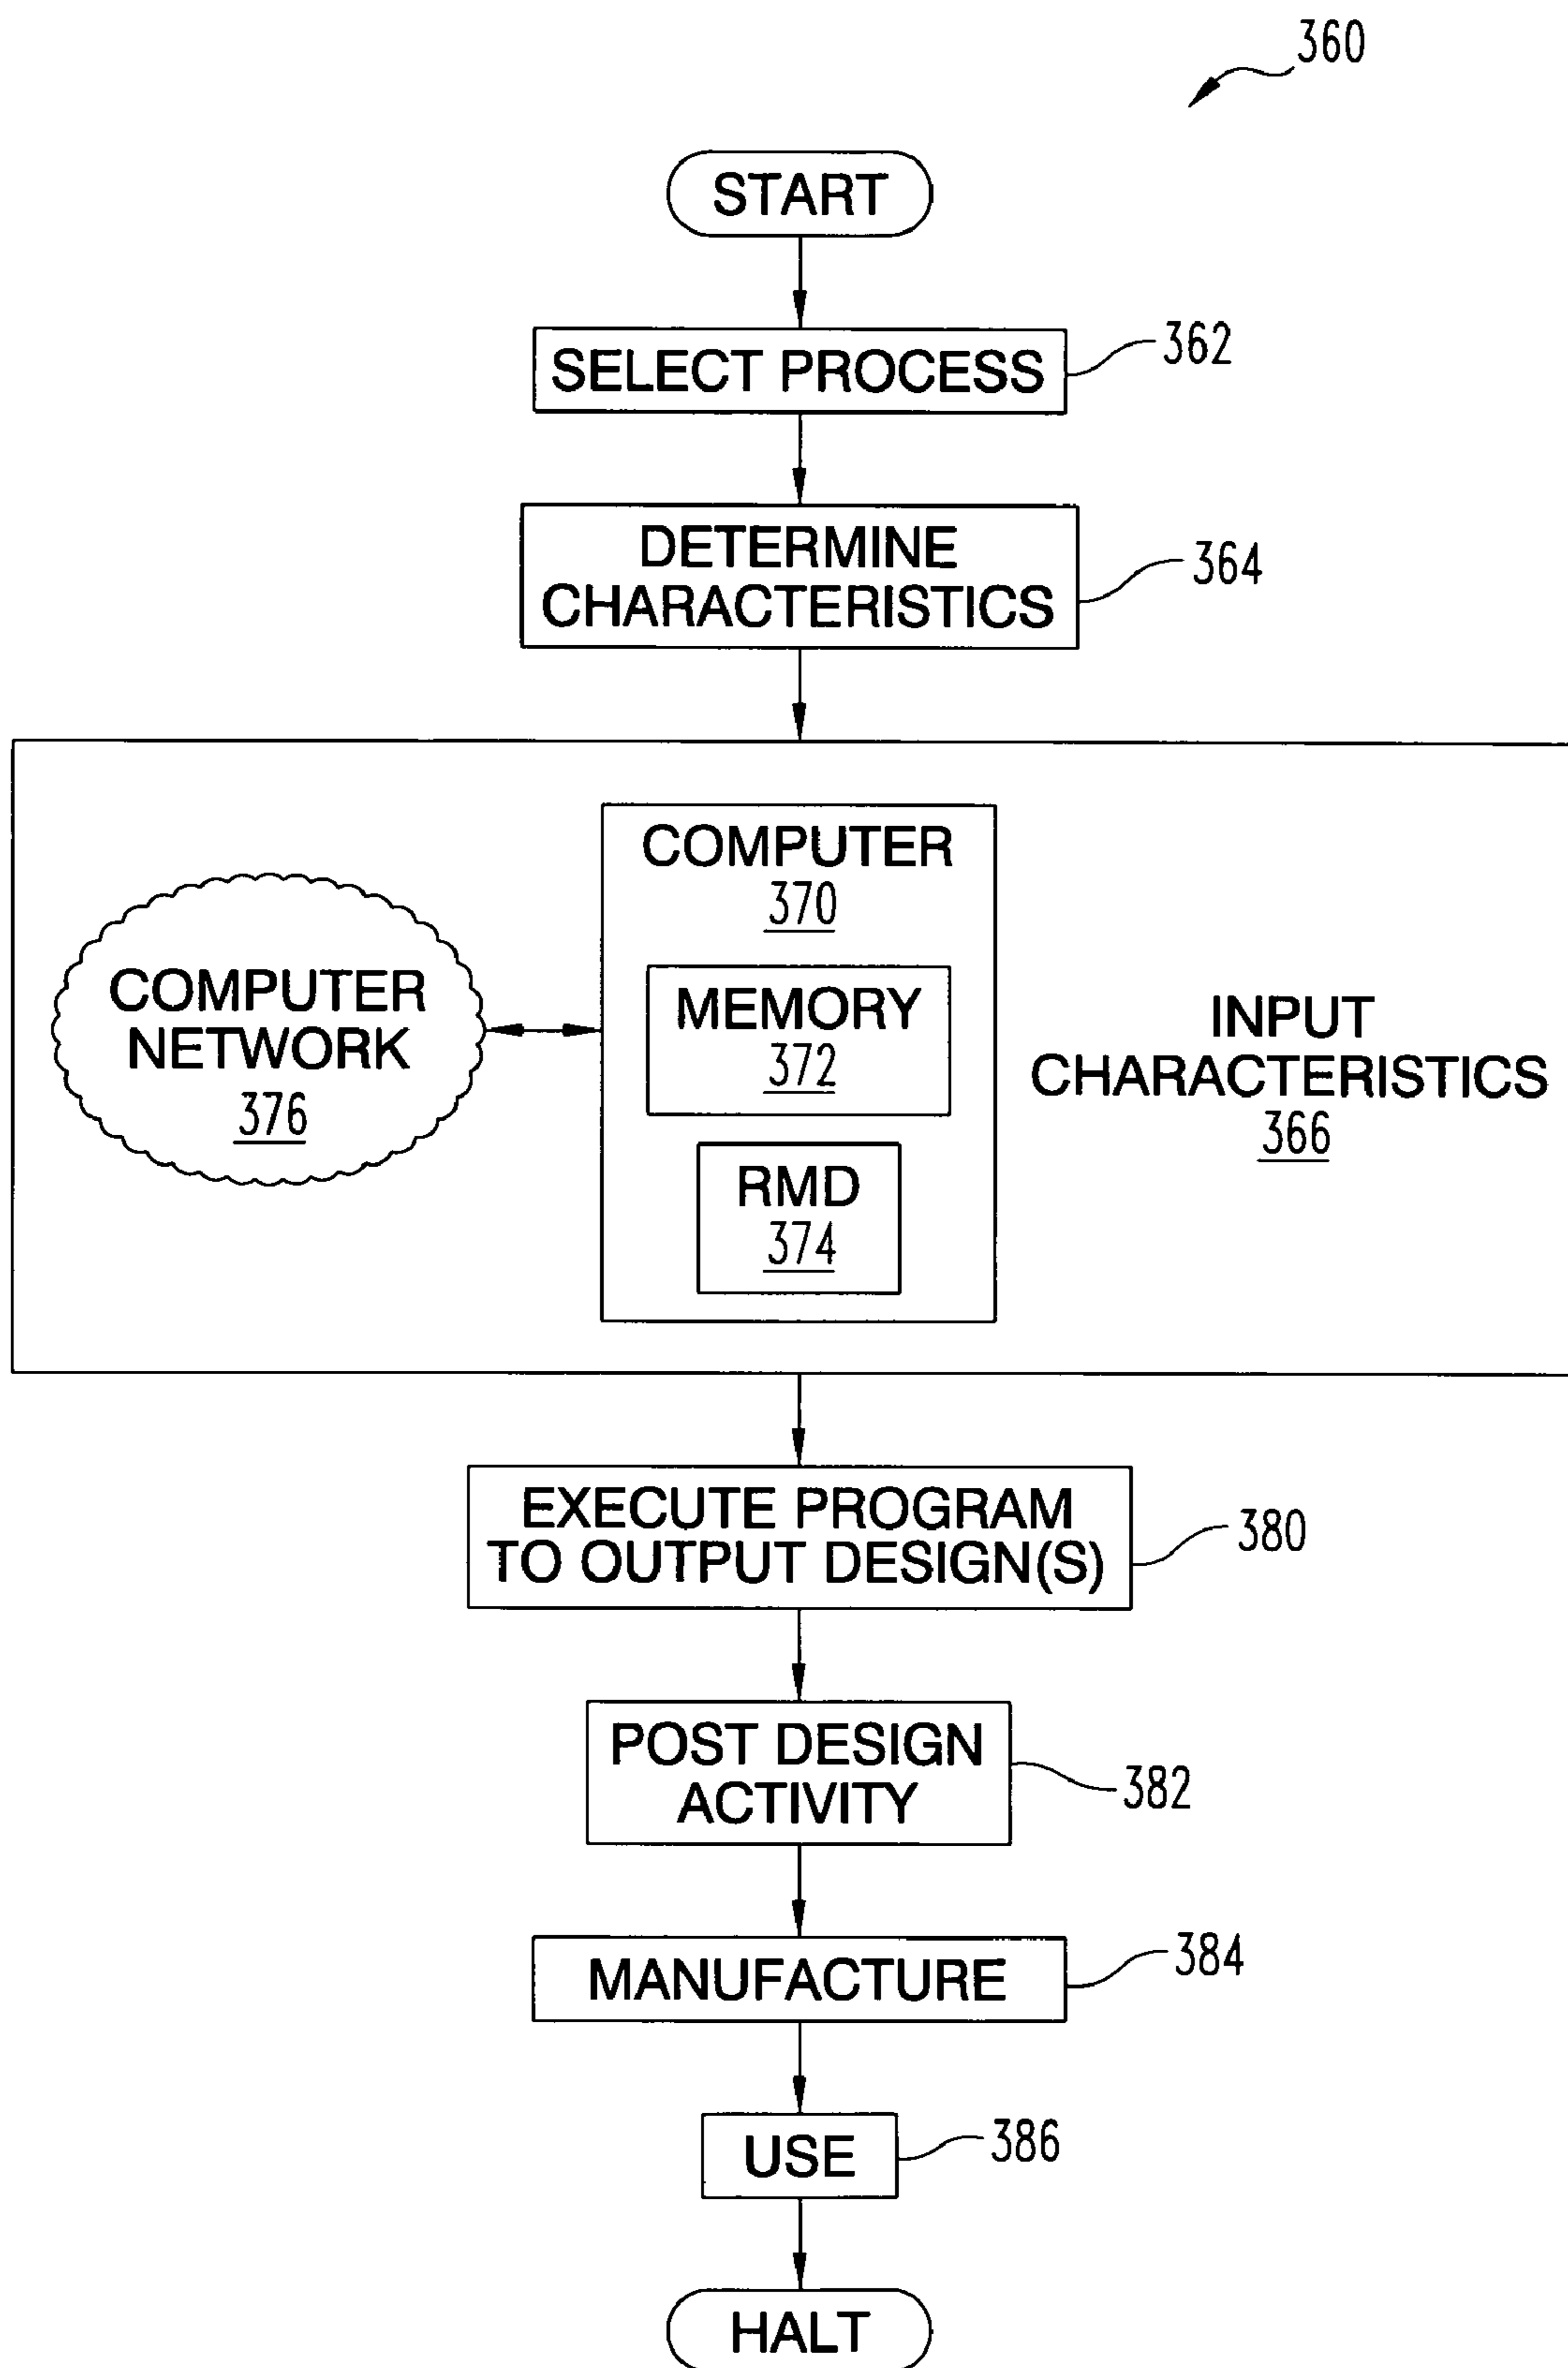 360
START
SELECT PROCESS
362
DETERMINE
CHARACTERISTICS
364
COMPUTER
370
MEMORY
372
RMD
374
COMPUTER
NETWORK
376
INPUT
CHARACTERISTICS
366
EXECUTE PROGRAM
TO OUTPUT DESIGN(S)
380
POST DESIGN
ACTIVITY
382
MANUFACTURE
384
USE
386
HALT